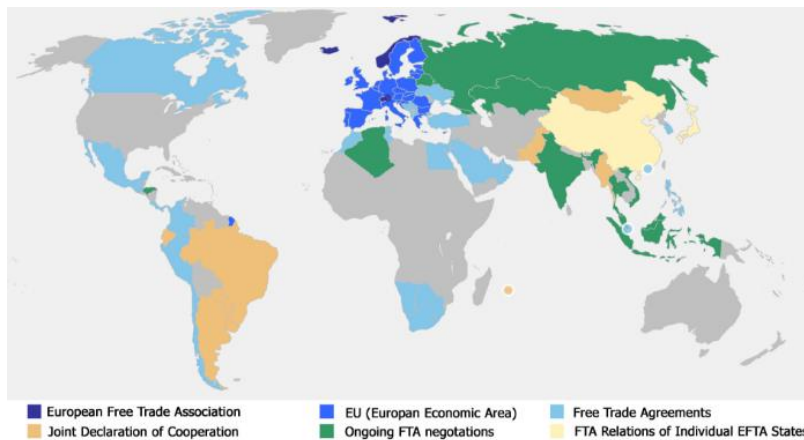 European Free Trade Association
EU (Europan Economic Area)
Free Trade Agreements
Joint Declaration of Cooperation
Ongoing FTA negotations
FTA Relations of Individual EFTA States